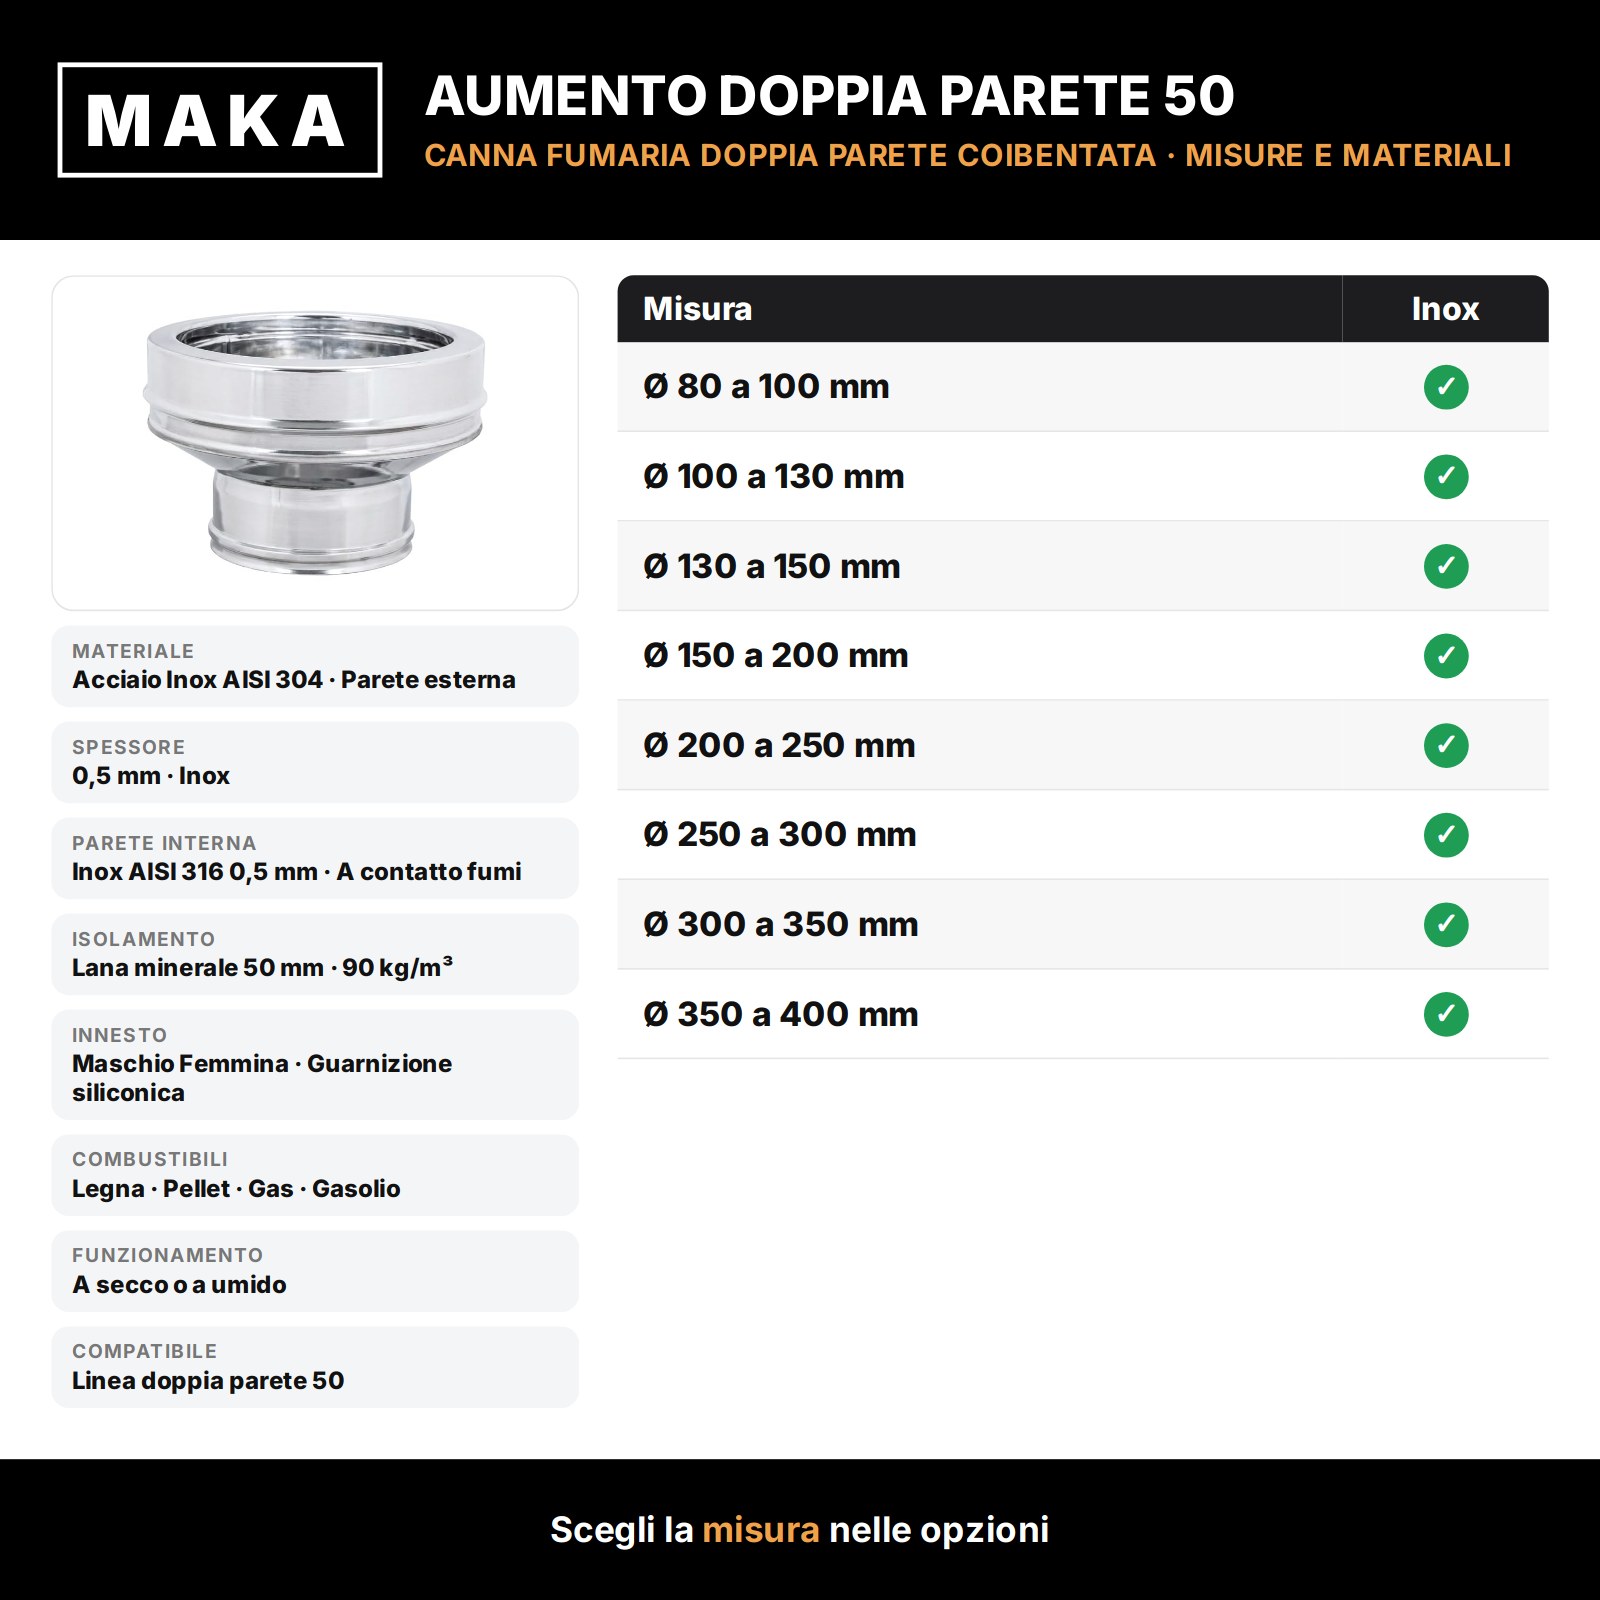 MAKA
AUMENTO DOPPIA PARETE 50
CANNA FUMARIA DOPPIA PARETE COIBENTATA · MISURE E MATERIALI
MATERIALE
Acciaio Inox AISI 304 · Parete esterna
SPESSORE
0,5 mm · Inox
PARETE INTERNA
Inox AISI 316 0,5 mm · A contatto fumi
ISOLAMENTO
Lana minerale 50 mm · 90 kg/m³
INNESTO
Maschio Femmina · Guarnizione
siliconica
COMBUSTIBILI
Legna · Pellet · Gas · Gasolio
FUNZIONAMENTO
A secco o a umido
COMPATIBILE
Linea doppia parete 50
Misura Inox
Ø 80 a 100 mm ✓
Ø 100 a 130 mm ✓
Ø 130 a 150 mm ✓
Ø 150 a 200 mm ✓
Ø 200 a 250 mm ✓
Ø 250 a 300 mm ✓
Ø 300 a 350 mm ✓
Ø 350 a 400 mm ✓
Scegli la misura nelle opzioni